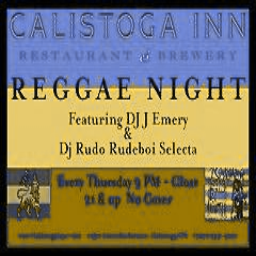 CALISTOGA INN
RESTAURANT & BREWERY
REGGAE NIGHT
Featuring DJ J Emery
&
Dj Rudo Rudeboi Selecta
Every Thursday 9 PM - Close
21 & up No Cover